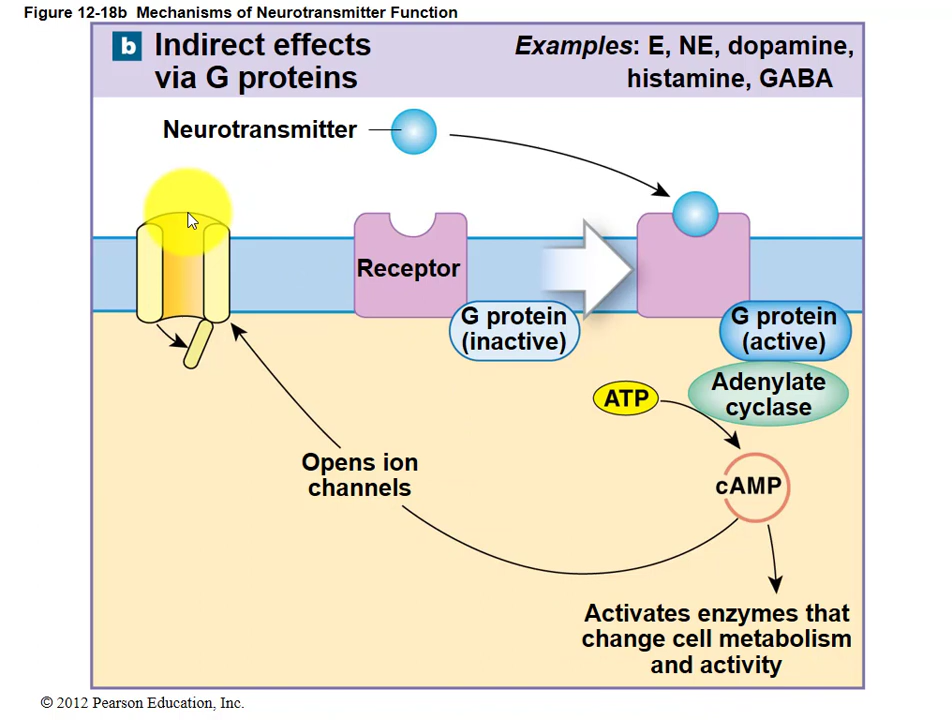 Figure 12-18b Mechanisms of Neurotransmitter Function
b Indirect effects
via G proteins
Examples: E, NE, dopamine,
histamine, GABA
Neurotransmitter
Receptor
G protein
(inactive)
G protein
(active)
Adenylate
cyclase
ATP
cAMP
Opens ion
channels
Activates enzymes that
change cell metabolism
and activity
© 2012 Pearson Education, Inc.